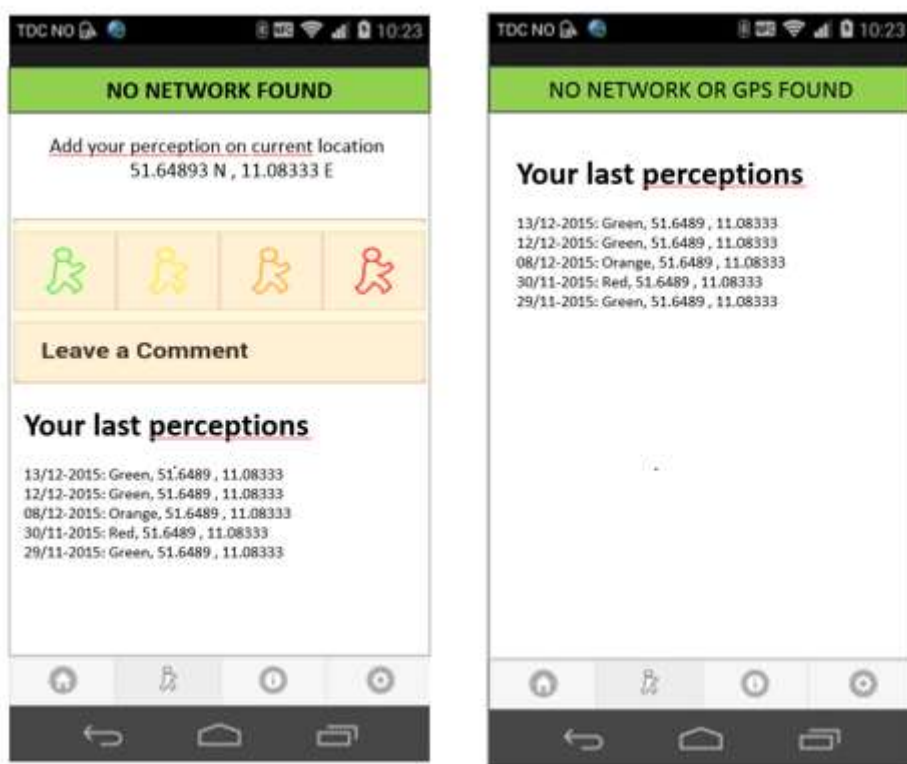 TDC NO 10:23
NO NETWORK FOUND
Add your perception on current location
51.64893 N , 11.08333 E
Leave a Comment
Your last perceptions
13/12-2015: Green, 51.6489 , 11.08333
12/12-2015: Green, 51.6489 , 11.08333
08/12-2015: Orange, 51.6489 , 11.08333
30/11-2015: Red, 51.6489 , 11.08333
29/11-2015: Green, 51.6489 , 11.08333
TDC NO 10:23
NO NETWORK OR GPS FOUND
Your last perceptions
13/12-2015: Green, 51.6489 , 11.08333
12/12-2015: Green, 51.6489 , 11.08333
08/12-2015: Orange, 51.6489 , 11.08333
30/11-2015: Red, 51.6489 , 11.08333
29/11-2015: Green, 51.6489 , 11.08333